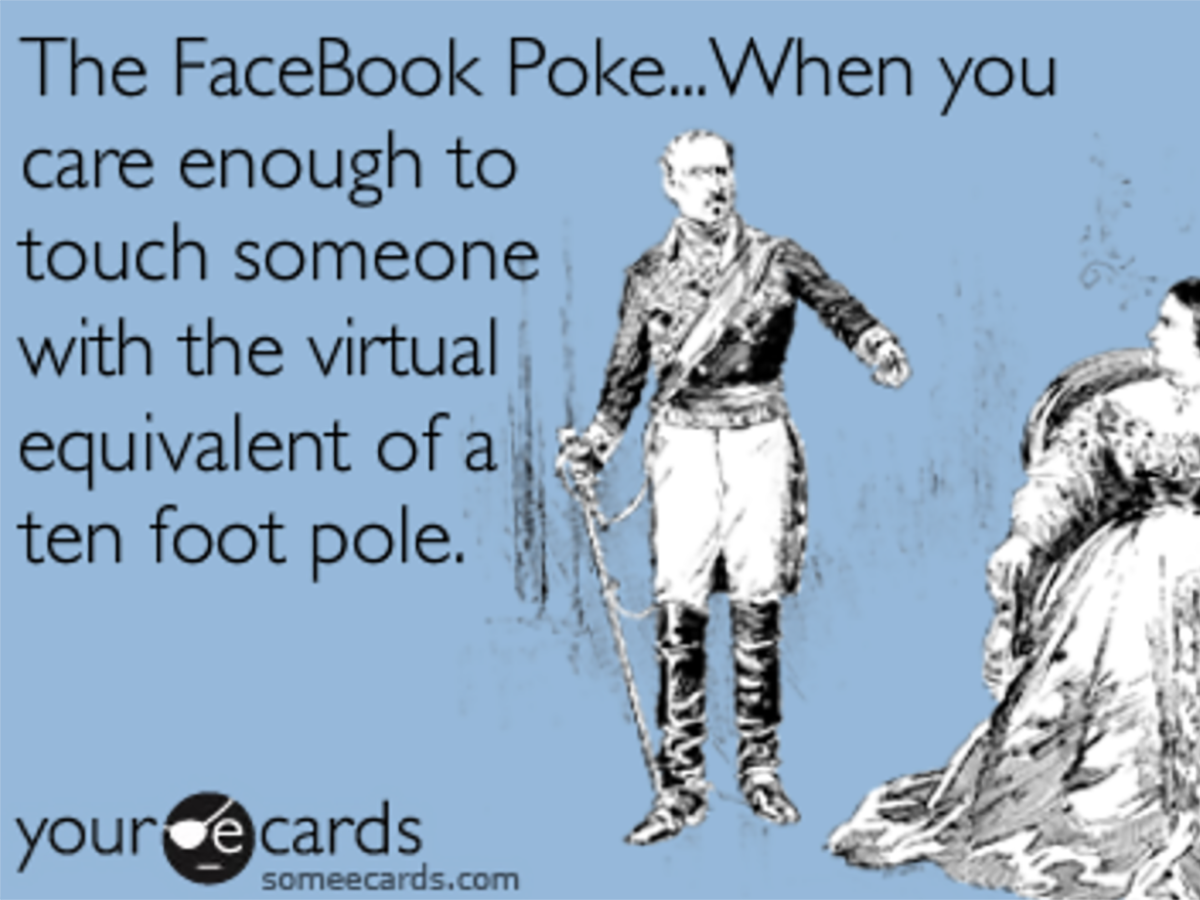 The FaceBook Poke...When you
care enough to
touch someone
with the virtual
equivalent of a
ten foot pole.
your e cards
someecards.com